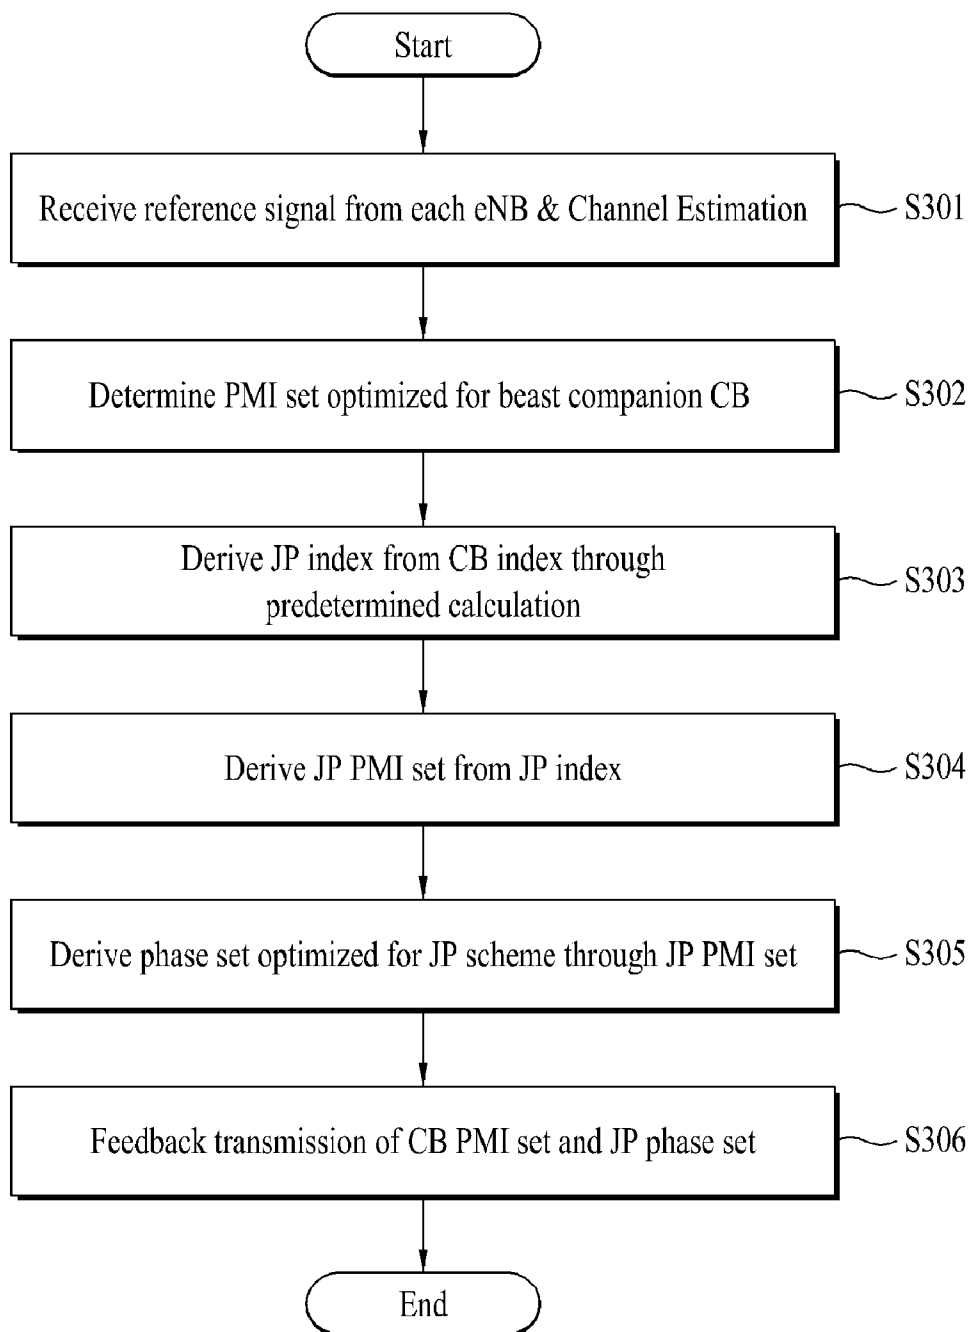 Start
Receive reference signal from each eNB & Channel Estimation
S301
Determine PMI set optimized for beast companion CB
S302
Derive JP index from CB index through
predetermined calculation
S303
Derive JP PMI set from JP index
S304
Derive phase set optimized for JP scheme through JP PMI set
S305
Feedback transmission of CB PMI set and JP phase set
S306
End